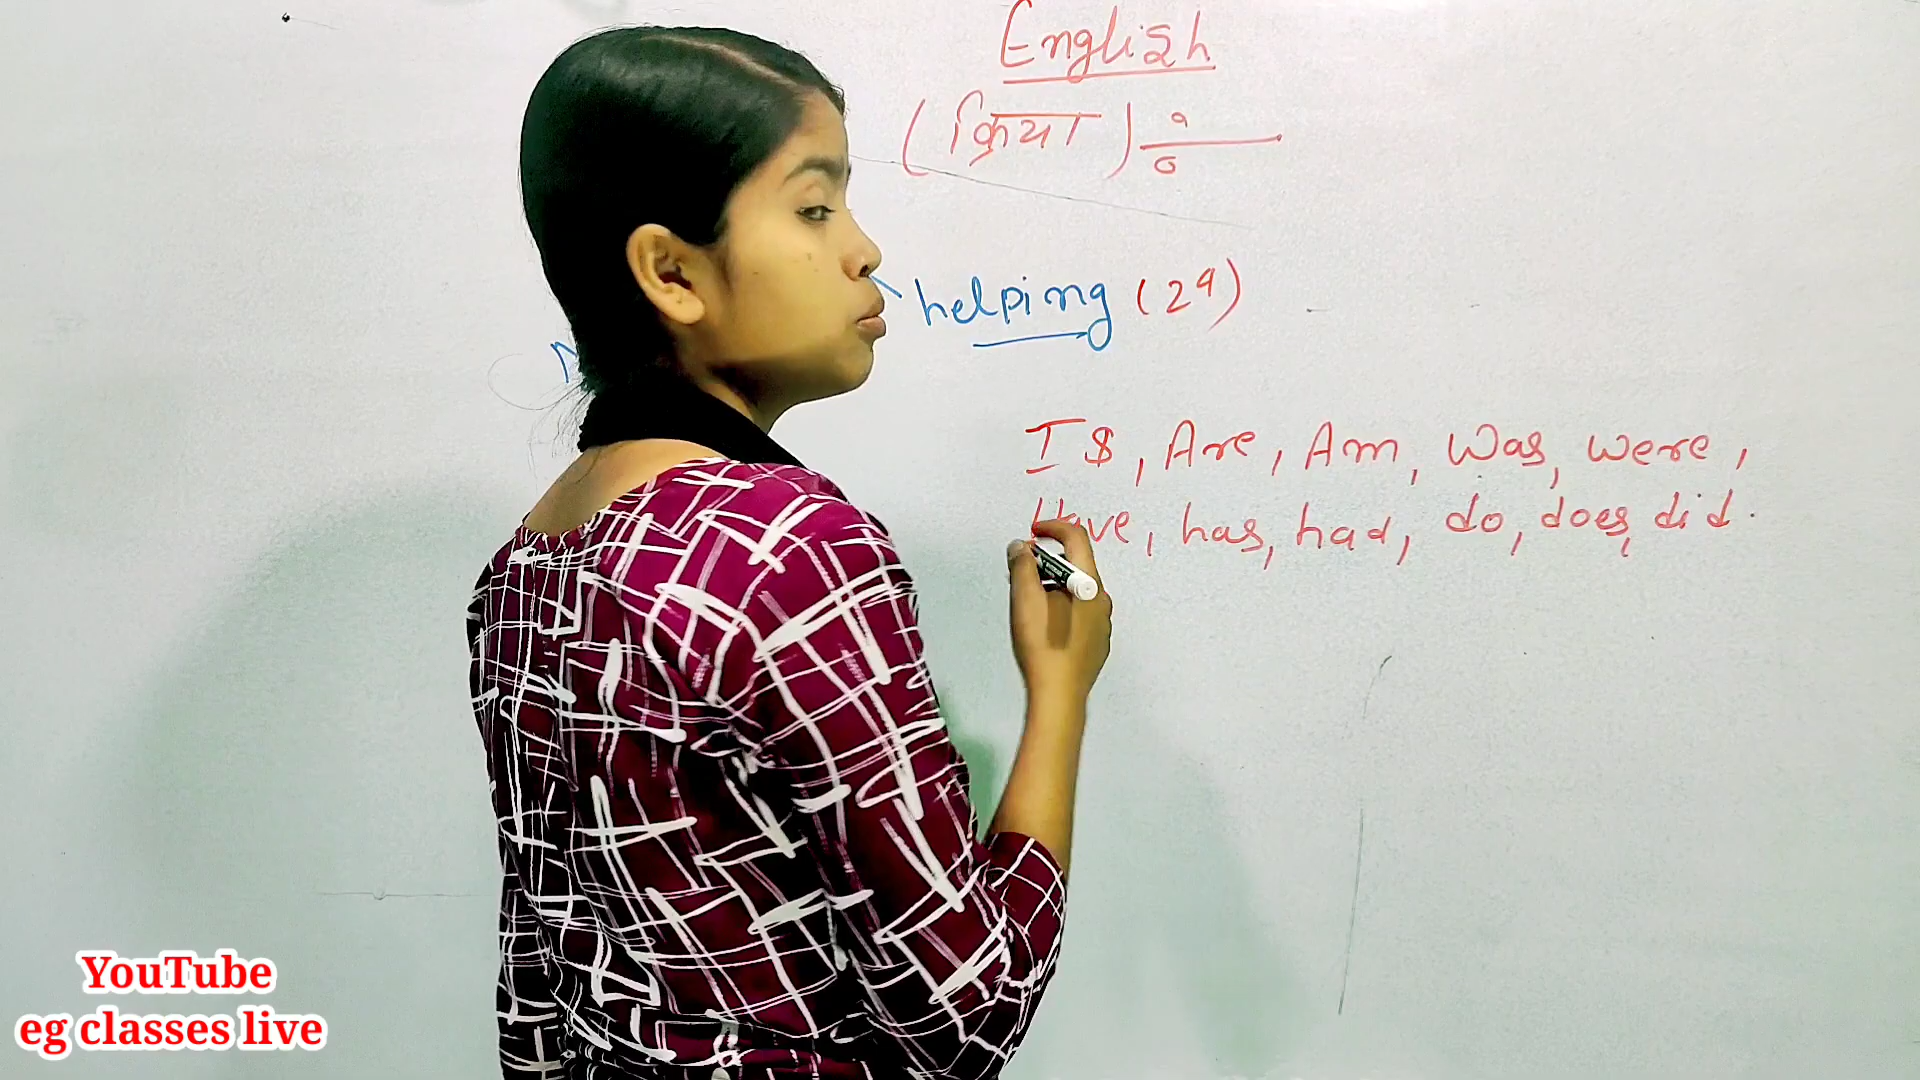 English
(क्रिया)
helping (24)
Is, Are, Am, Was, Were,
Have, has, had, do, does, did.
YouTube
eg classes live